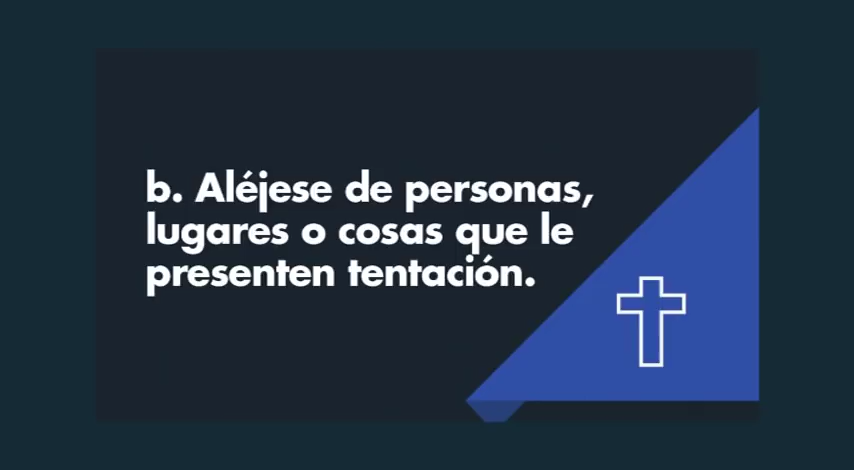 b. Aléjese de personas,
lugares o cosas que le
presenten tentación.